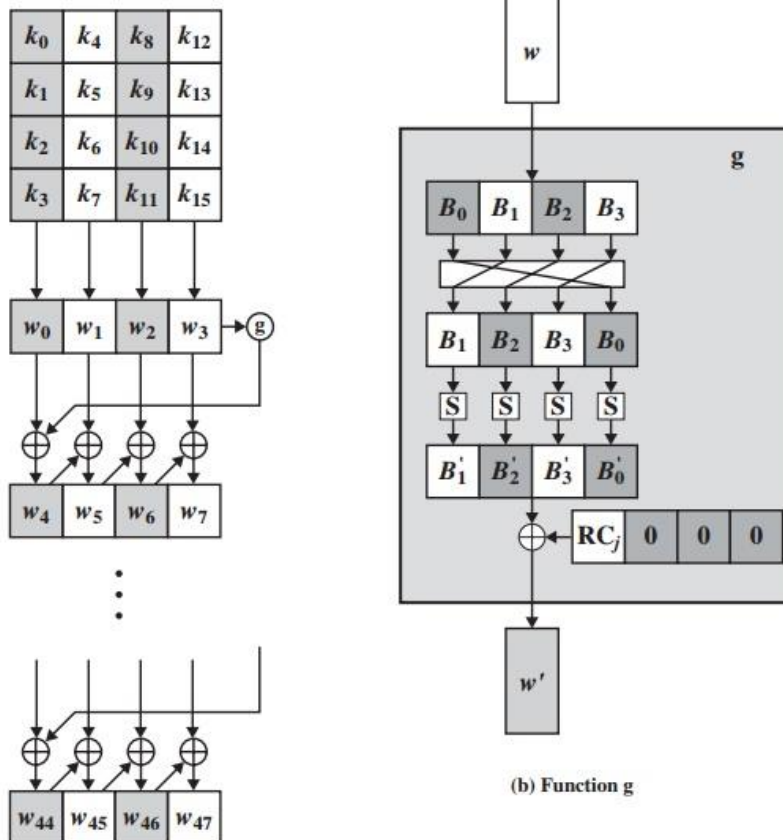 k0 k4 k8 k12
k1 k5 k9 k13
k2 k6 k10 k14
k3 k7 k11 k15
w0 w1 w2 w3 g
w4 w5 w6 w7
w44 w45 w46 w47
w
g
B0 B1 B2 B3
B1 B2 B3 B0
S S S S
B'1 B'2 B'3 B'0
RCj 0 0 0
w'
(b) Function g